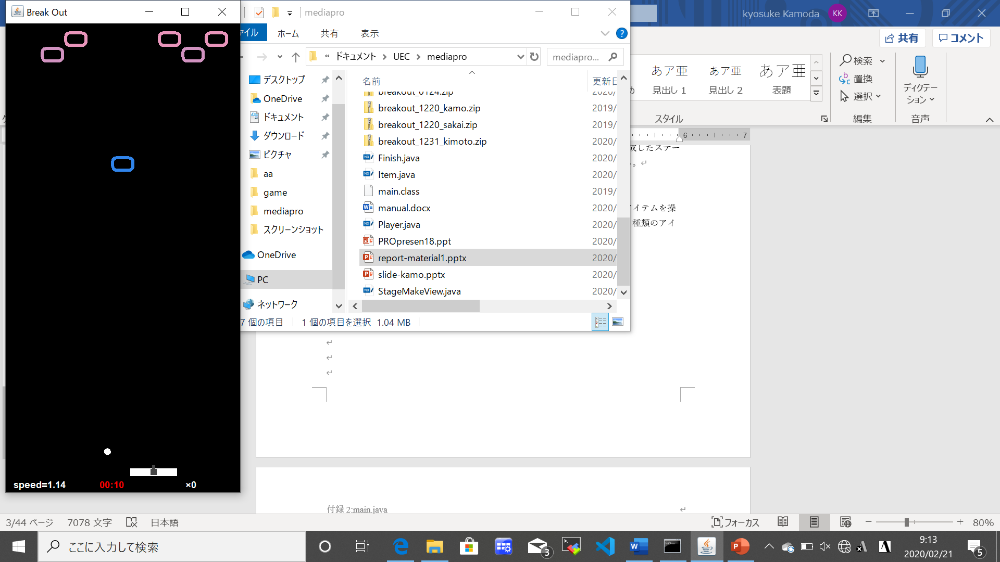 Break Out
speed=1.14
00:10
×0
mediapro
ァイル
ホーム
共有
表示
?
«
ドキュメント
UEC
mediapro
mediapro...
デスクトップ
OneDrive
ドキュメント
ダウンロード
ピクチャ
aa
game
mediapro
スクリーンショット
OneDrive
PC
ネットワーク
名前
更新日
breakout_0124.zip
2020/
breakout_1220_kamo.zip
2019/
breakout_1220_sakai.zip
2019/
breakout_1231_kimoto.zip
2020/
Finish.java
2020/
Item.java
2020/
main.class
2019/
manual.docx
2020/
Player.java
2020/
PROpresen18.ppt
2020/
report-material1.pptx
2020/
slide-kamo.pptx
2020/
StageMakeView.java
2020/
7 個の項目
1 個の項目を選択
1.04 MB
kyosuke Kamoda
KK
共有
コメント
あア亜
見出し 1
あア亜
見出し 2
あア亜
表題
スタイル
検索
置換
選択
編集
ディクテー
ション
音声
6
7
成したステー
。
イテムを操
種類のアイ
付録 2:main.java
3/44 ページ
7078 文字
日本語
フォーカス
80%
ここに入力して検索
3
9:13
2020/02/21
5